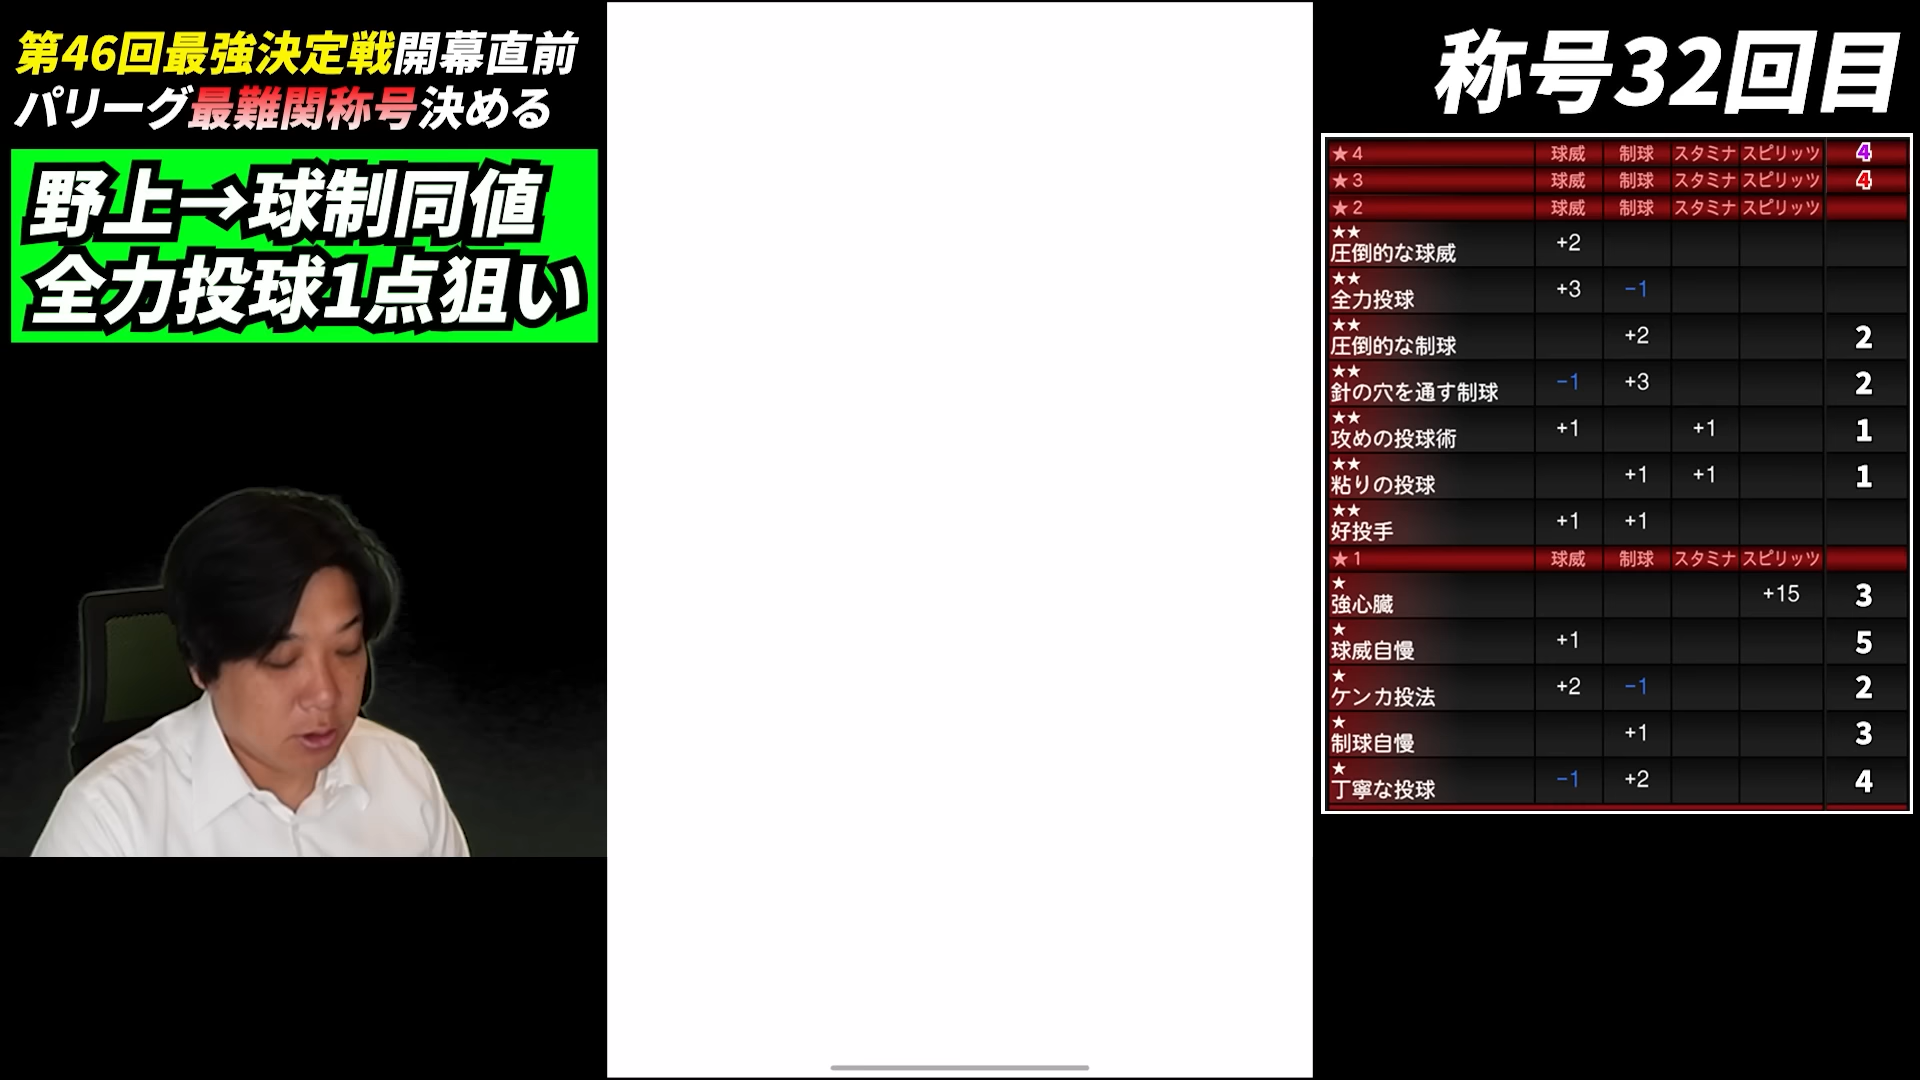 第46回最強決定戦開幕直前
パリーグ最難関称号決める
野上→球制同値
全力投球1点狙い
称号32回目
★4 球威 制球 スタミナ スピリッツ 4
★3 球威 制球 スタミナ スピリッツ 4
★2 球威 制球 スタミナ スピリッツ
★★
圧倒的な球威 +2
★★
全力投球 +3 -1
★★
圧倒的な制球 +2 2
★★
針の穴を通す制球 -1 +3 2
★★
攻めの投球術 +1 +1 1
★★
粘りの投球 +1 +1 1
★★
好投手 +1 +1
★1 球威 制球 スタミナ スピリッツ
★
強心臓 +15 3
★
球威自慢 +1 5
★
ケンカ投法 +2 -1 2
★
制球自慢 +1 3
★
丁寧な投球 -1 +2 4